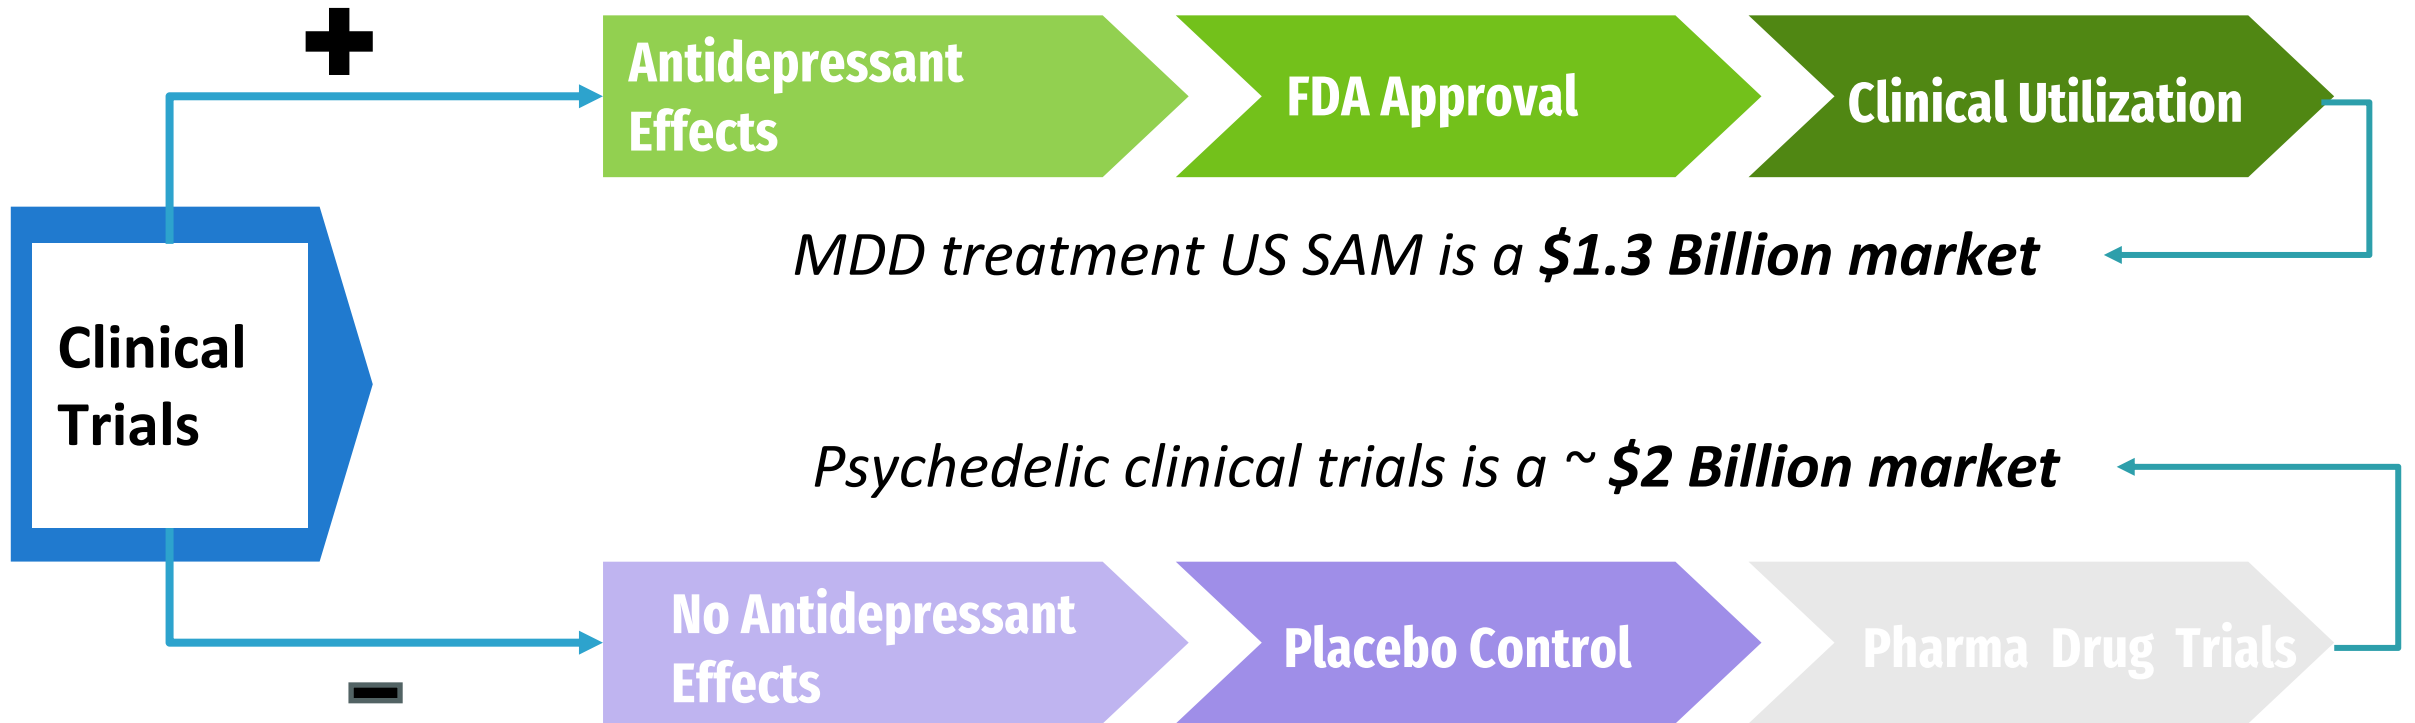 Antidepressant
Effects
FDA Approval
Clinical Utilization
MDD treatment US SAM is a $1.3 Billion market
Clinical
Trials
Psychedelic clinical trials is a ~ $2 Billion market
No Antidepressant
Effects
Placebo Control
Pharma Drug Trials